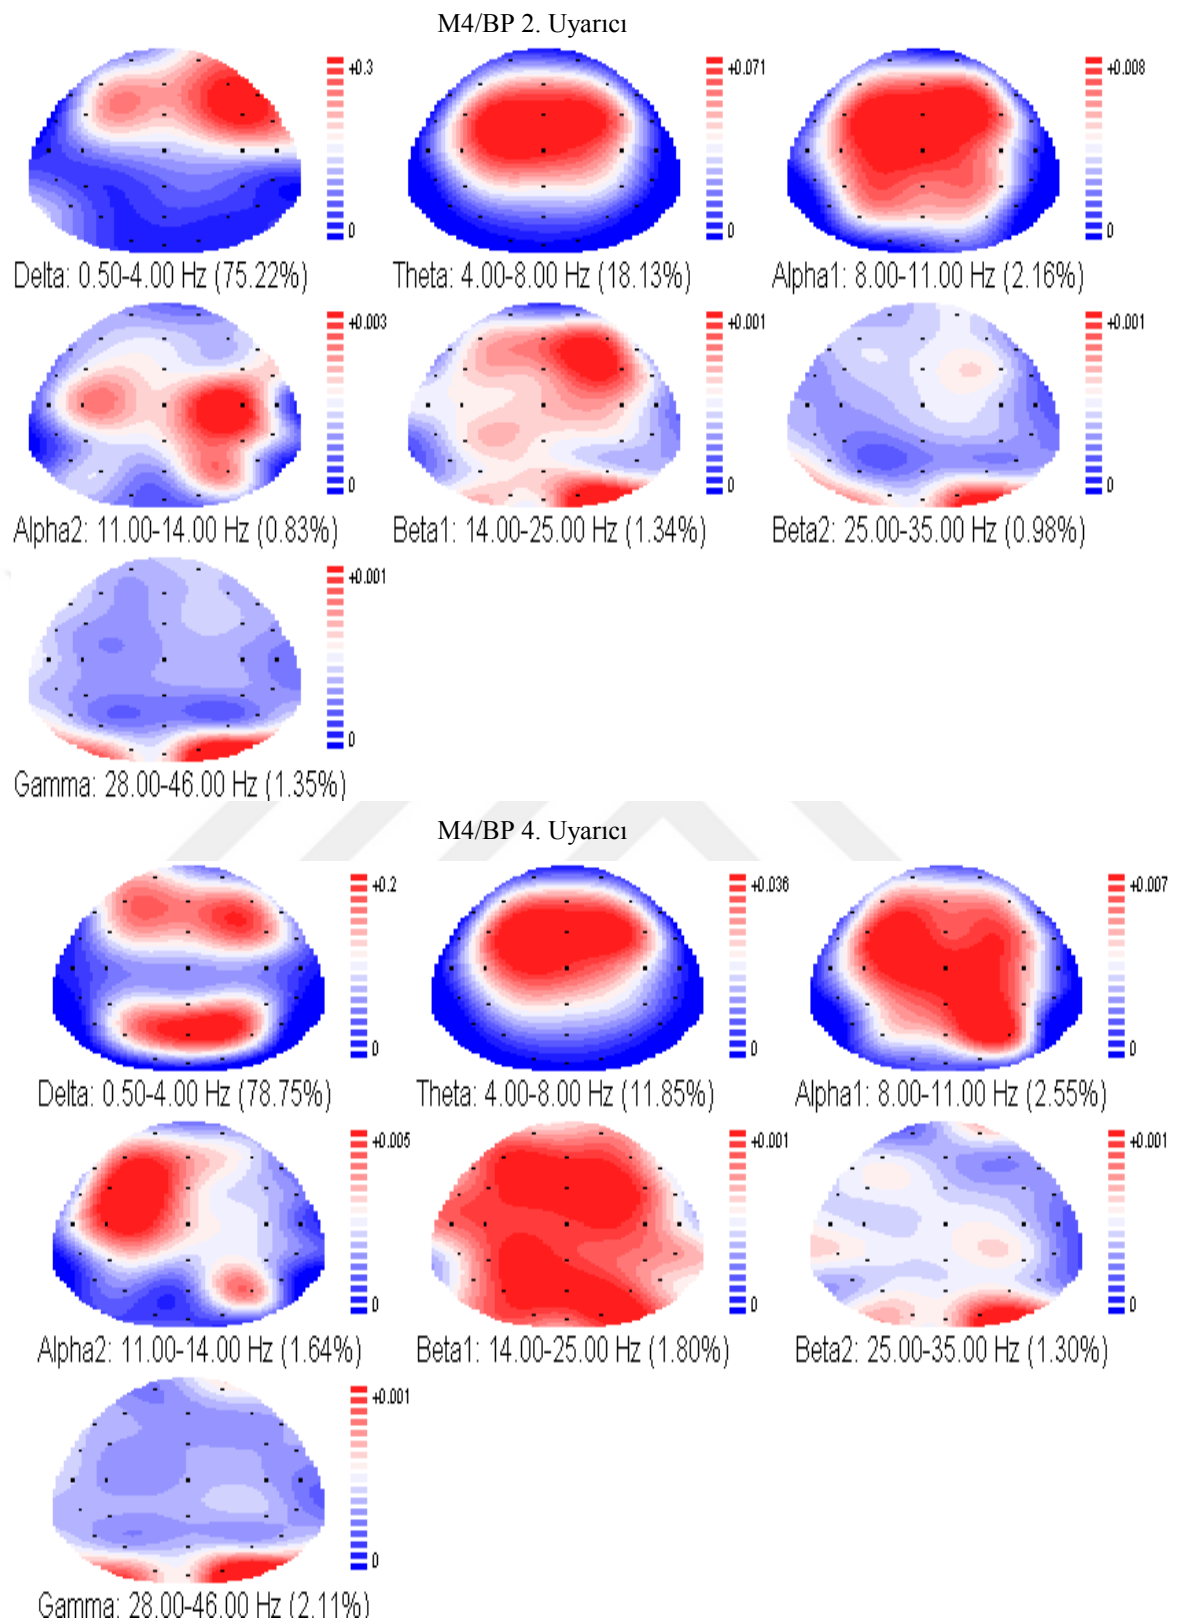 M4/BP 2. Uyarıcı
+0.3 +0.071 +0.008
0 0 0
Delta: 0.50-4.00 Hz (75.22%) Theta: 4.00-8.00 Hz (18.13%) Alpha1: 8.00-11.00 Hz (2.16%)
+0.003 +0.001 +0.001
0 0 0
Alpha2: 11.00-14.00 Hz (0.83%) Beta1: 14.00-25.00 Hz (1.34%) Beta2: 25.00-35.00 Hz (0.98%)
+0.001
0
Gamma: 28.00-46.00 Hz (1.35%)
M4/BP 4. Uyarıcı
+0.2 +0.036 +0.007
0 0 0
Delta: 0.50-4.00 Hz (78.75%) Theta: 4.00-8.00 Hz (11.85%) Alpha1: 8.00-11.00 Hz (2.55%)
+0.005 +0.001 +0.001
0 0 0
Alpha2: 11.00-14.00 Hz (1.64%) Beta1: 14.00-25.00 Hz (1.80%) Beta2: 25.00-35.00 Hz (1.30%)
+0.001
0
Gamma: 28.00-46.00 Hz (2.11%)